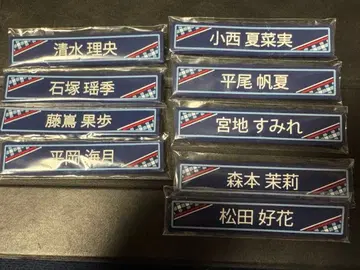 清水 理央
石塚 瑶季
藤嶌 果歩
平岡 海月
小西 夏菜実
平尾 帆夏
宮地 すみれ
森本 茉莉
松田 好花